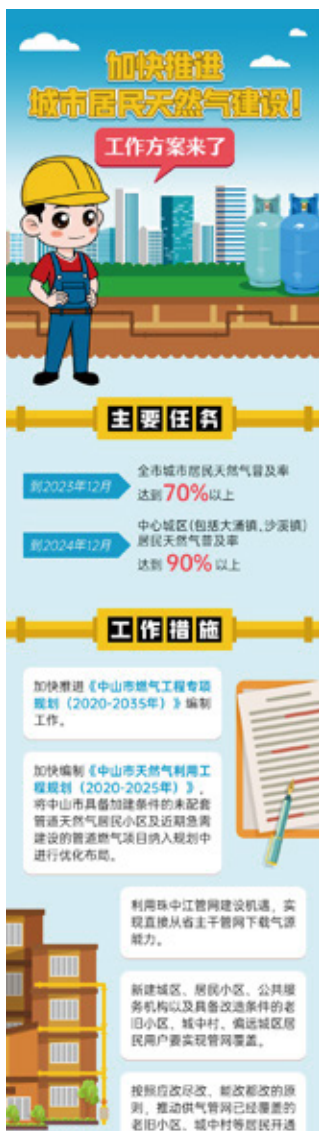 加快推进
城市居民天然气建设！
工作方案来了
主要任务
到2023年12月
全市城市居民天然气普及率
达到70%以上
到2024年12月
中心城区(包括大涌镇、沙溪镇)
居民天然气普及率
达到 90% 以上
工作措施
加快推进《中山市燃气工程专项
规划（2020-2035年）》编制
工作。
加快编制《中山市天然气利用工
程规划（2020-2025年）》，
将中山市具备加建条件的未配套
管道天然气居民小区及近期急需
建设的管道燃气项目纳入规划中
进行优化布局。
利用珠中江管网建设机遇，实
现直接从省主干管网下载气源
能力。
新建城区、居民小区、公共服
务机构以及具备改造条件的老
旧小区、城中村、偏远城区居
民用户要实现管网覆盖。
按照应改尽改、能改都改的原
则，推动供气管网已经覆盖的
老旧小区、城中村等居民开通